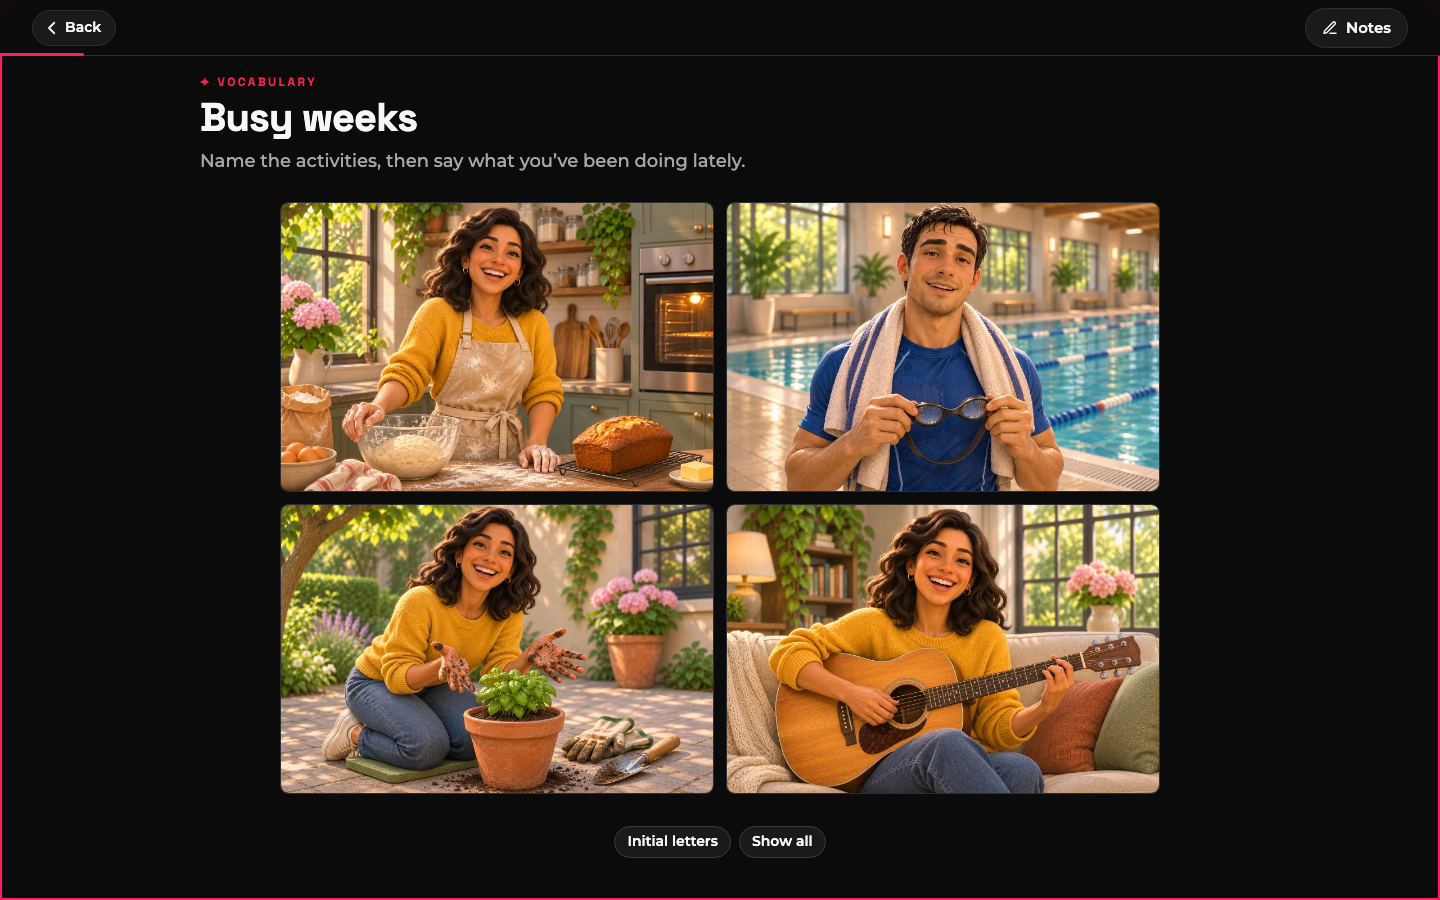 Back
Notes
VOCABULARY
Busy weeks
Name the activities, then say what you’ve been doing lately.
Initial letters
Show all